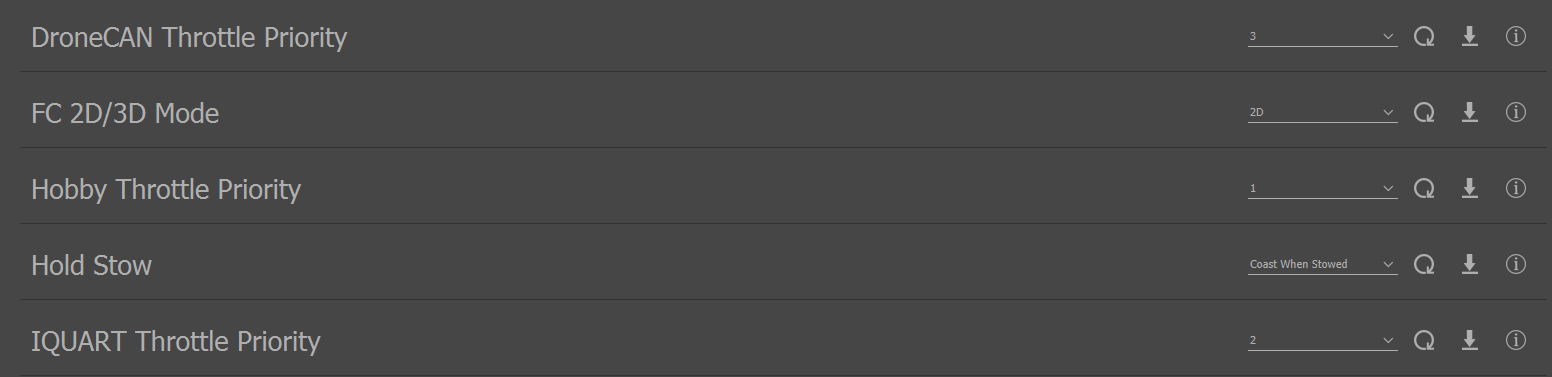 DroneCAN Throttle Priority 3
FC 2D/3D Mode 2D
Hobby Throttle Priority 1
Hold Stow Coast When Stowed
IQUART Throttle Priority 2